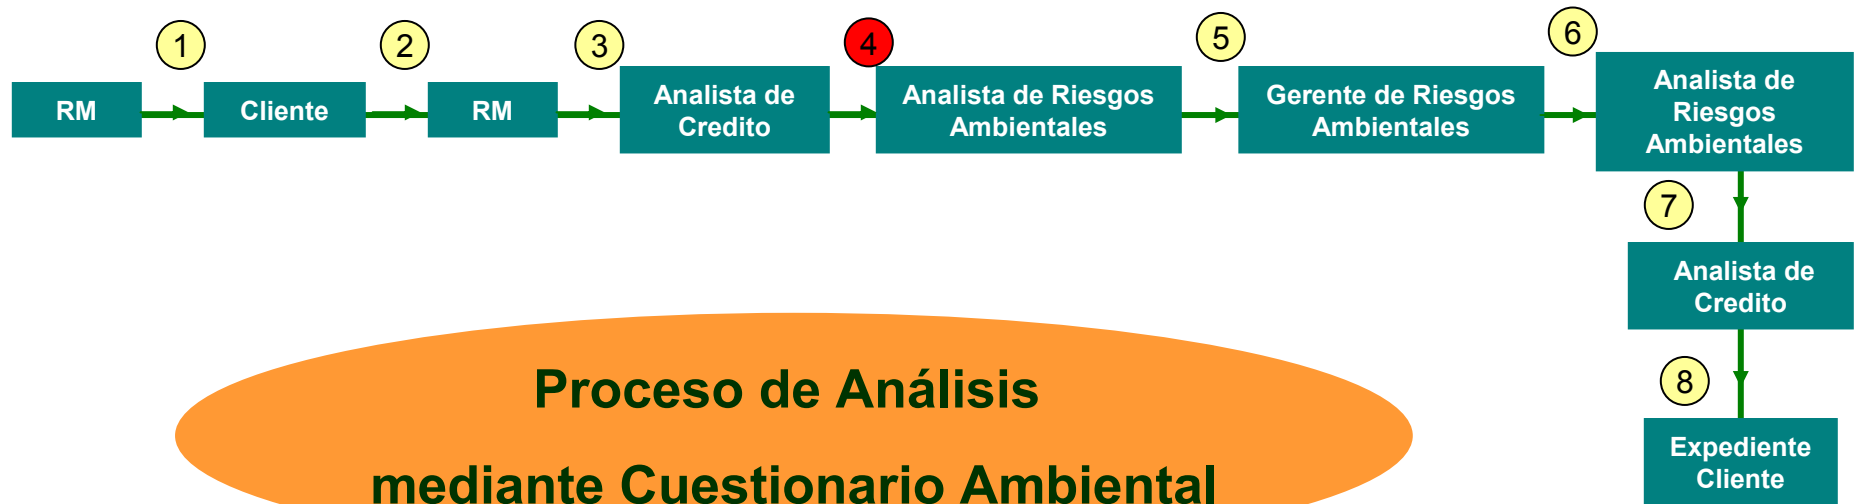 1
2
3
4
5
6
RM
Cliente
RM
Analista de
Credito
Analista de Riesgos
Ambientales
Gerente de Riesgos
Ambientales
Analista de
Riesgos
Ambientales
7
Analista de
Credito
8
Expediente
Cliente
Proceso de Análisis
mediante Cuestionario Ambiental